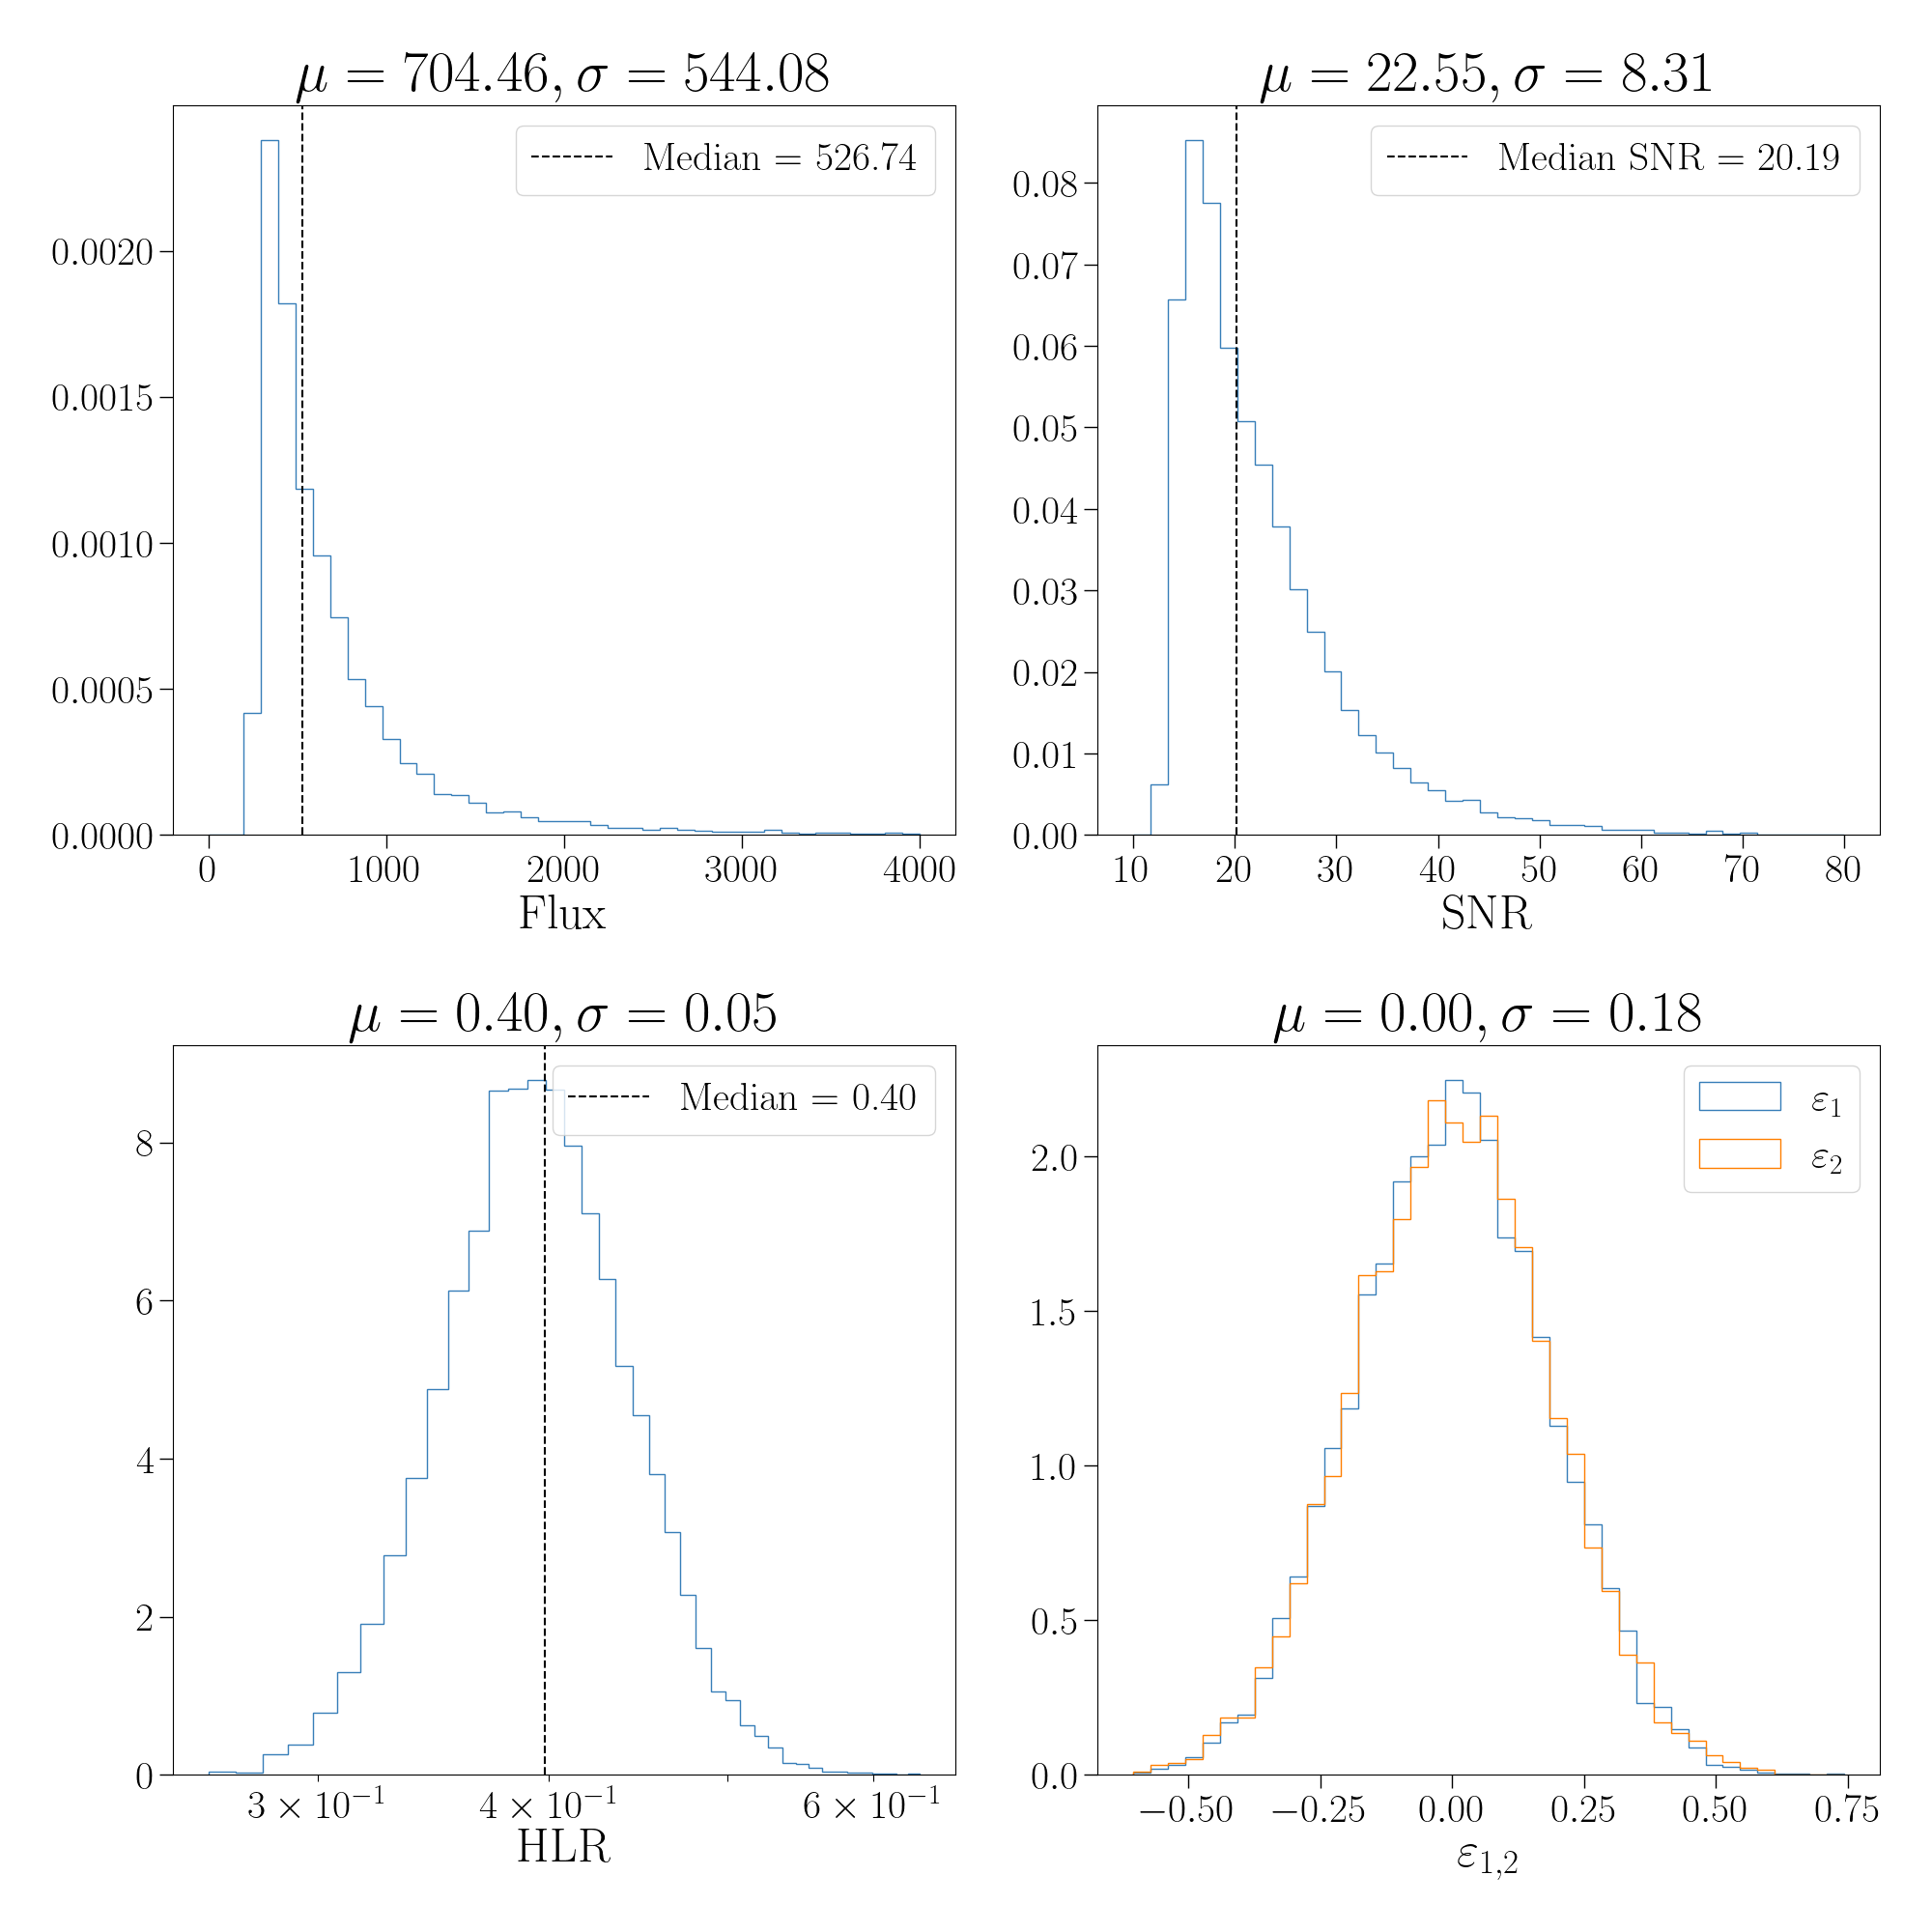 μ = 704.46, σ = 544.08
Median = 526.74
0.0020
0.0015
0.0010
0.0005
0.0000
0 1000 2000 3000 4000
Flux
μ = 22.55, σ = 8.31
Median SNR = 20.19
0.08
0.07
0.06
0.05
0.04
0.03
0.02
0.01
0.00
10 20 30 40 50 60 70 80
SNR
μ = 0.40, σ = 0.05
Median = 0.40
8
6
4
2
0
3 × 10⁻¹ 4 × 10⁻¹ 6 × 10⁻¹
HLR
μ = 0.00, σ = 0.18
ε₁
ε₂
2.0
1.5
1.0
0.5
0.0
−0.50 −0.25 0.00 0.25 0.50 0.75
ε₁,₂